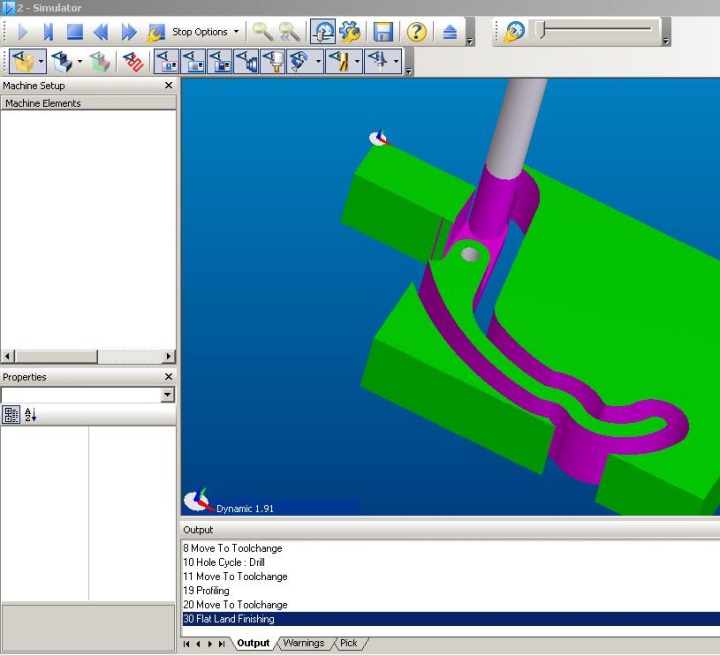 2 - Simulator
Stop Options
Machine Setup
Machine Elements
Properties
Dynamic 1.91
Output
8 Move To Toolchange
10 Hole Cycle : Drill
11 Move To Toolchange
19 Profiling
20 Move To Toolchange
30 Flat Land Finishing
Output Warnings Pick